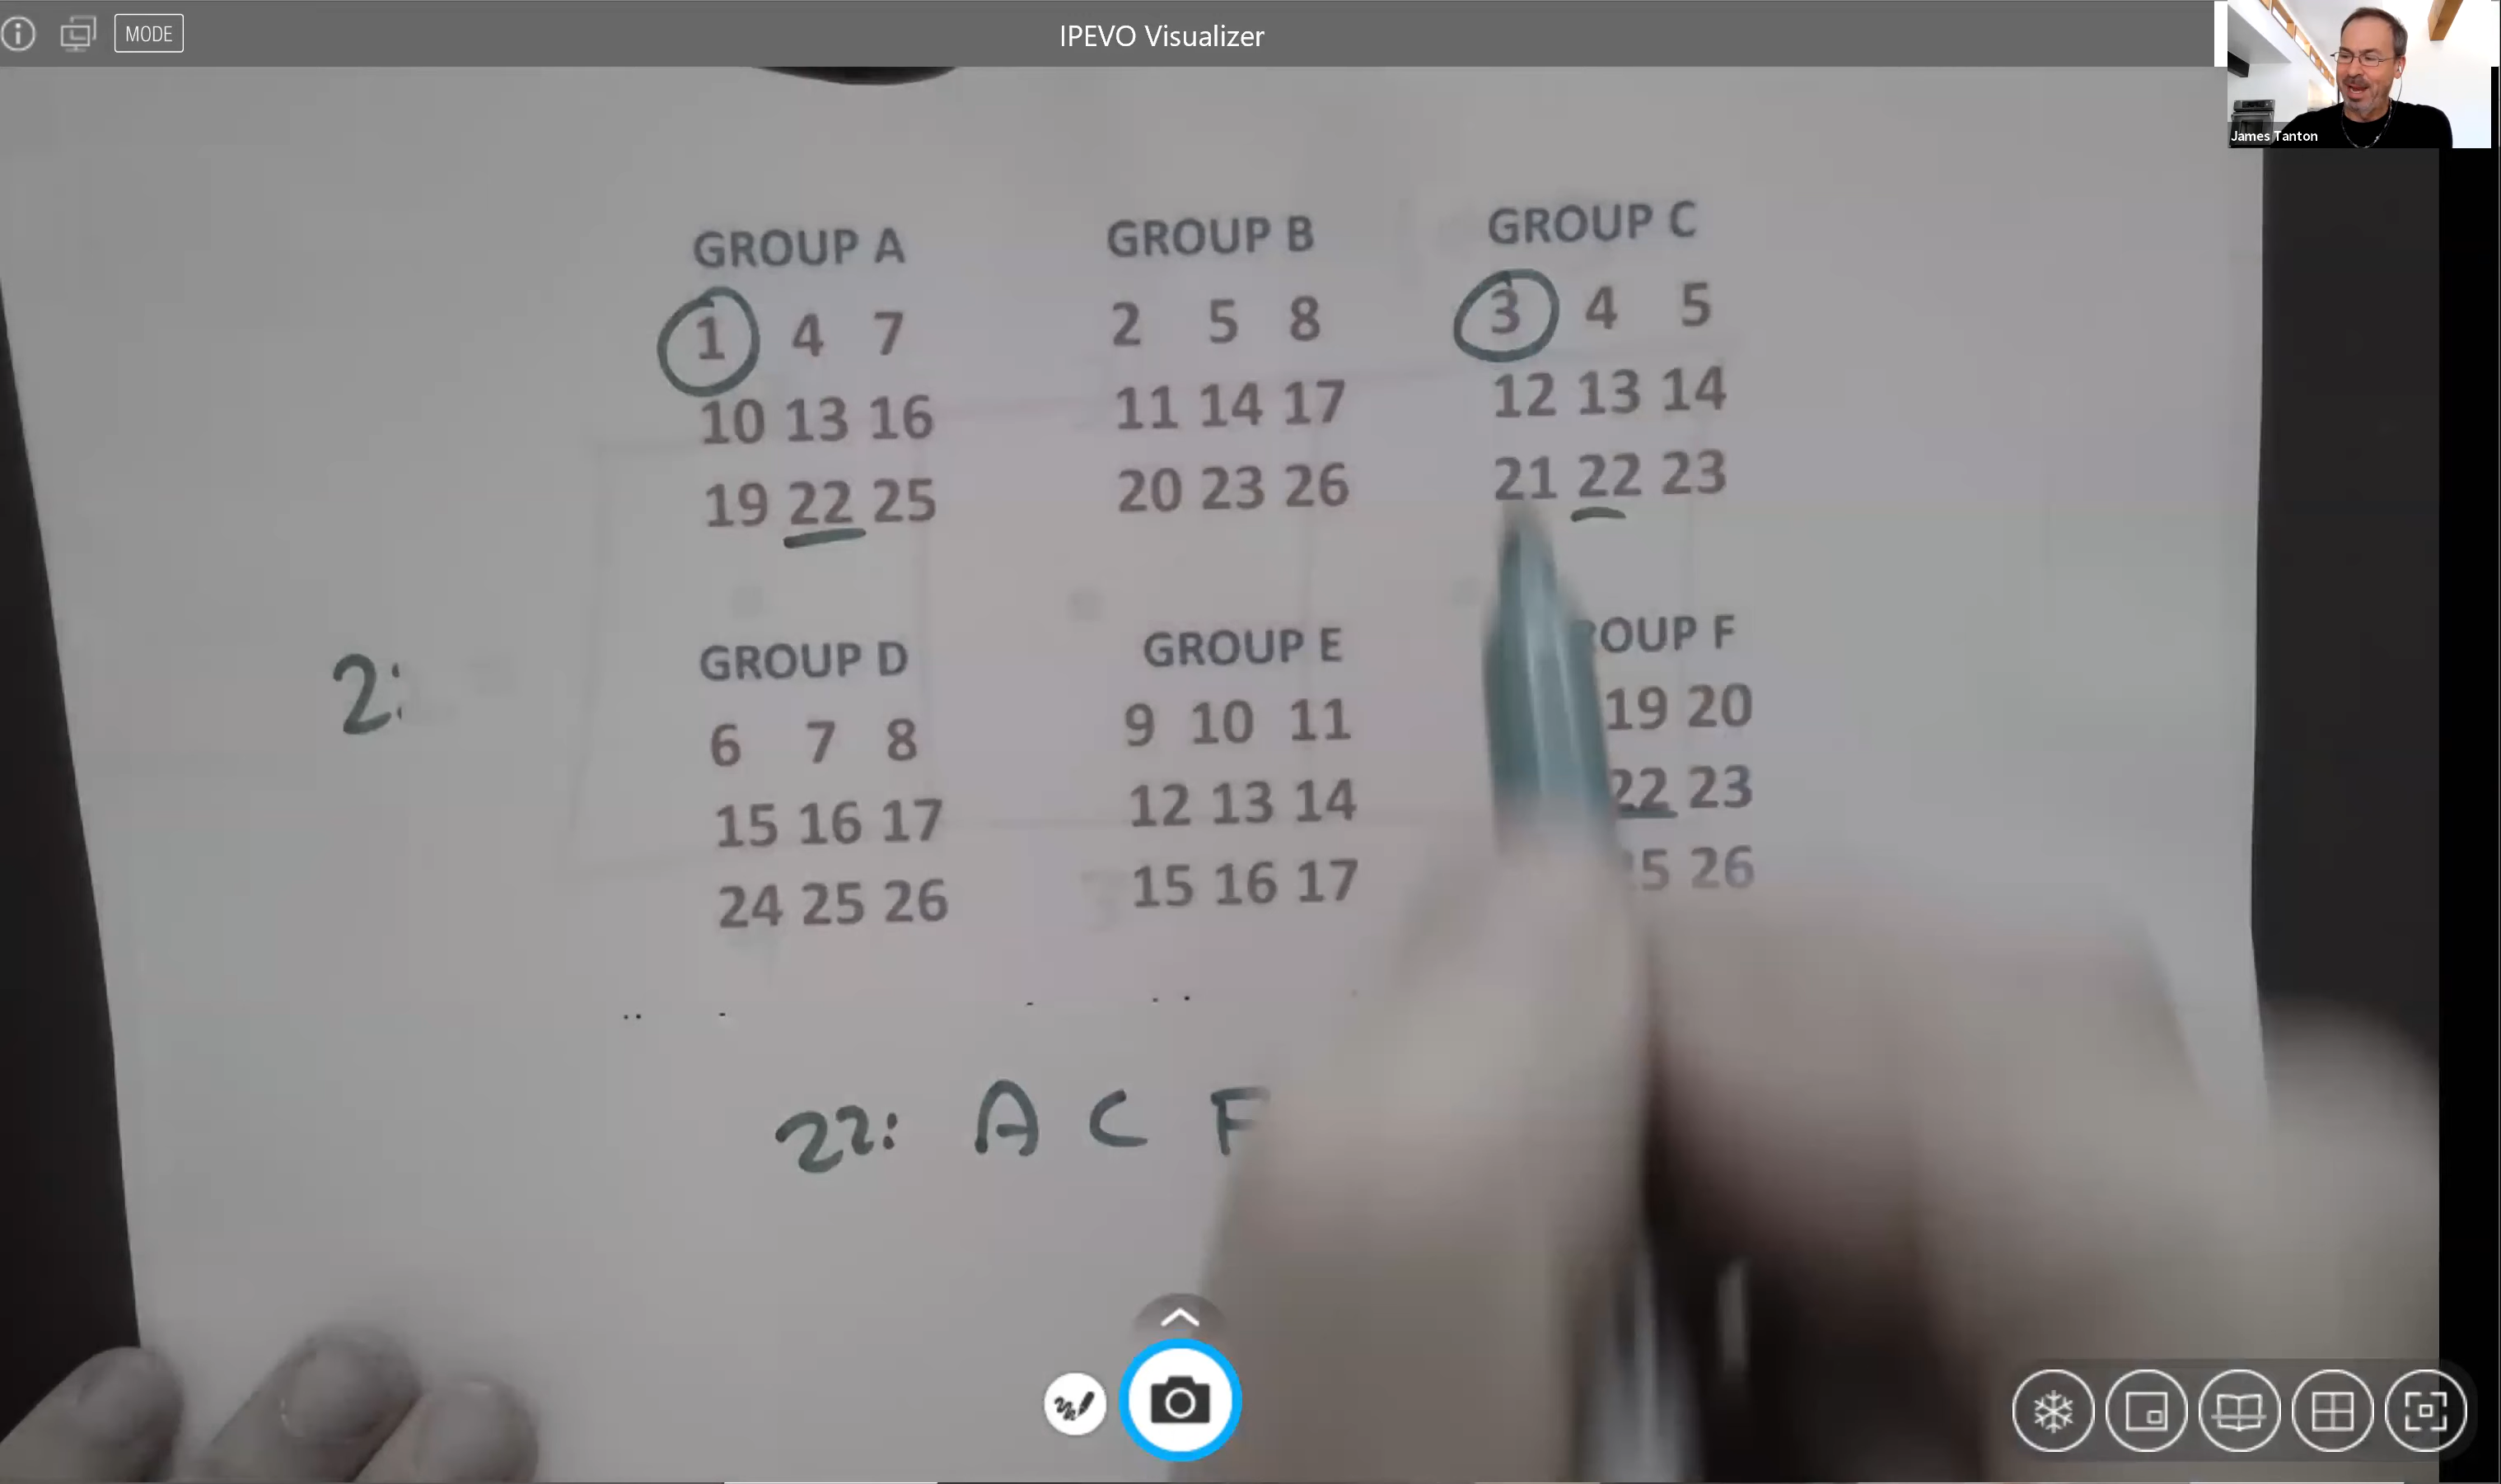 MODE
IPEVO Visualizer
James Tanton
GROUP A
1 4 7
10 13 16
19 22 25
GROUP B
2 5 8
11 14 17
20 23 26
GROUP C
3 4 5
12 13 14
21 22 23
2:
GROUP D
6 7 8
15 16 17
24 25 26
GROUP E
9 10 11
12 13 14
15 16 17
OUP F
19 20
22 23
26
22: A C F